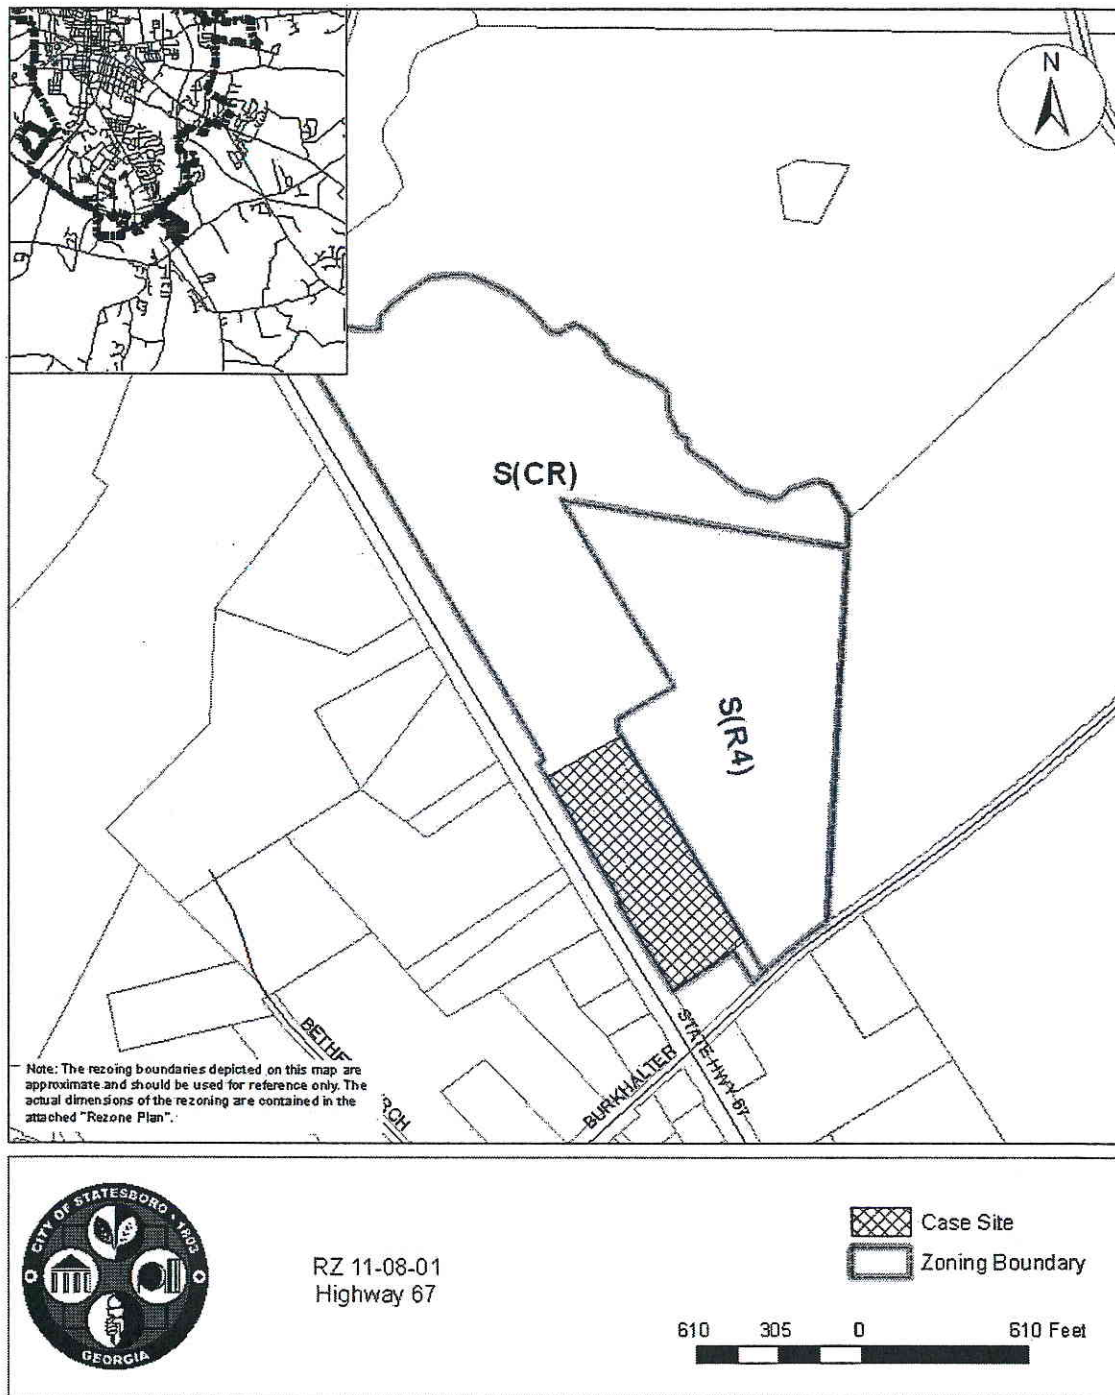 N
S(CR)
S(R4)
BETHE
RCH
BURKHALTER
STATE HWY 67
Note: The rezoing boundaries depicted on this map are
approximate and should be used for reference only. The
actual dimensions of the rezoning are contained in the
attached "Rezone Plan".
CITY OF STATESBORO • 1803
GEORGIA
RZ 11-08-01
Highway 67
Case Site
Zoning Boundary
610 305 0 610 Feet